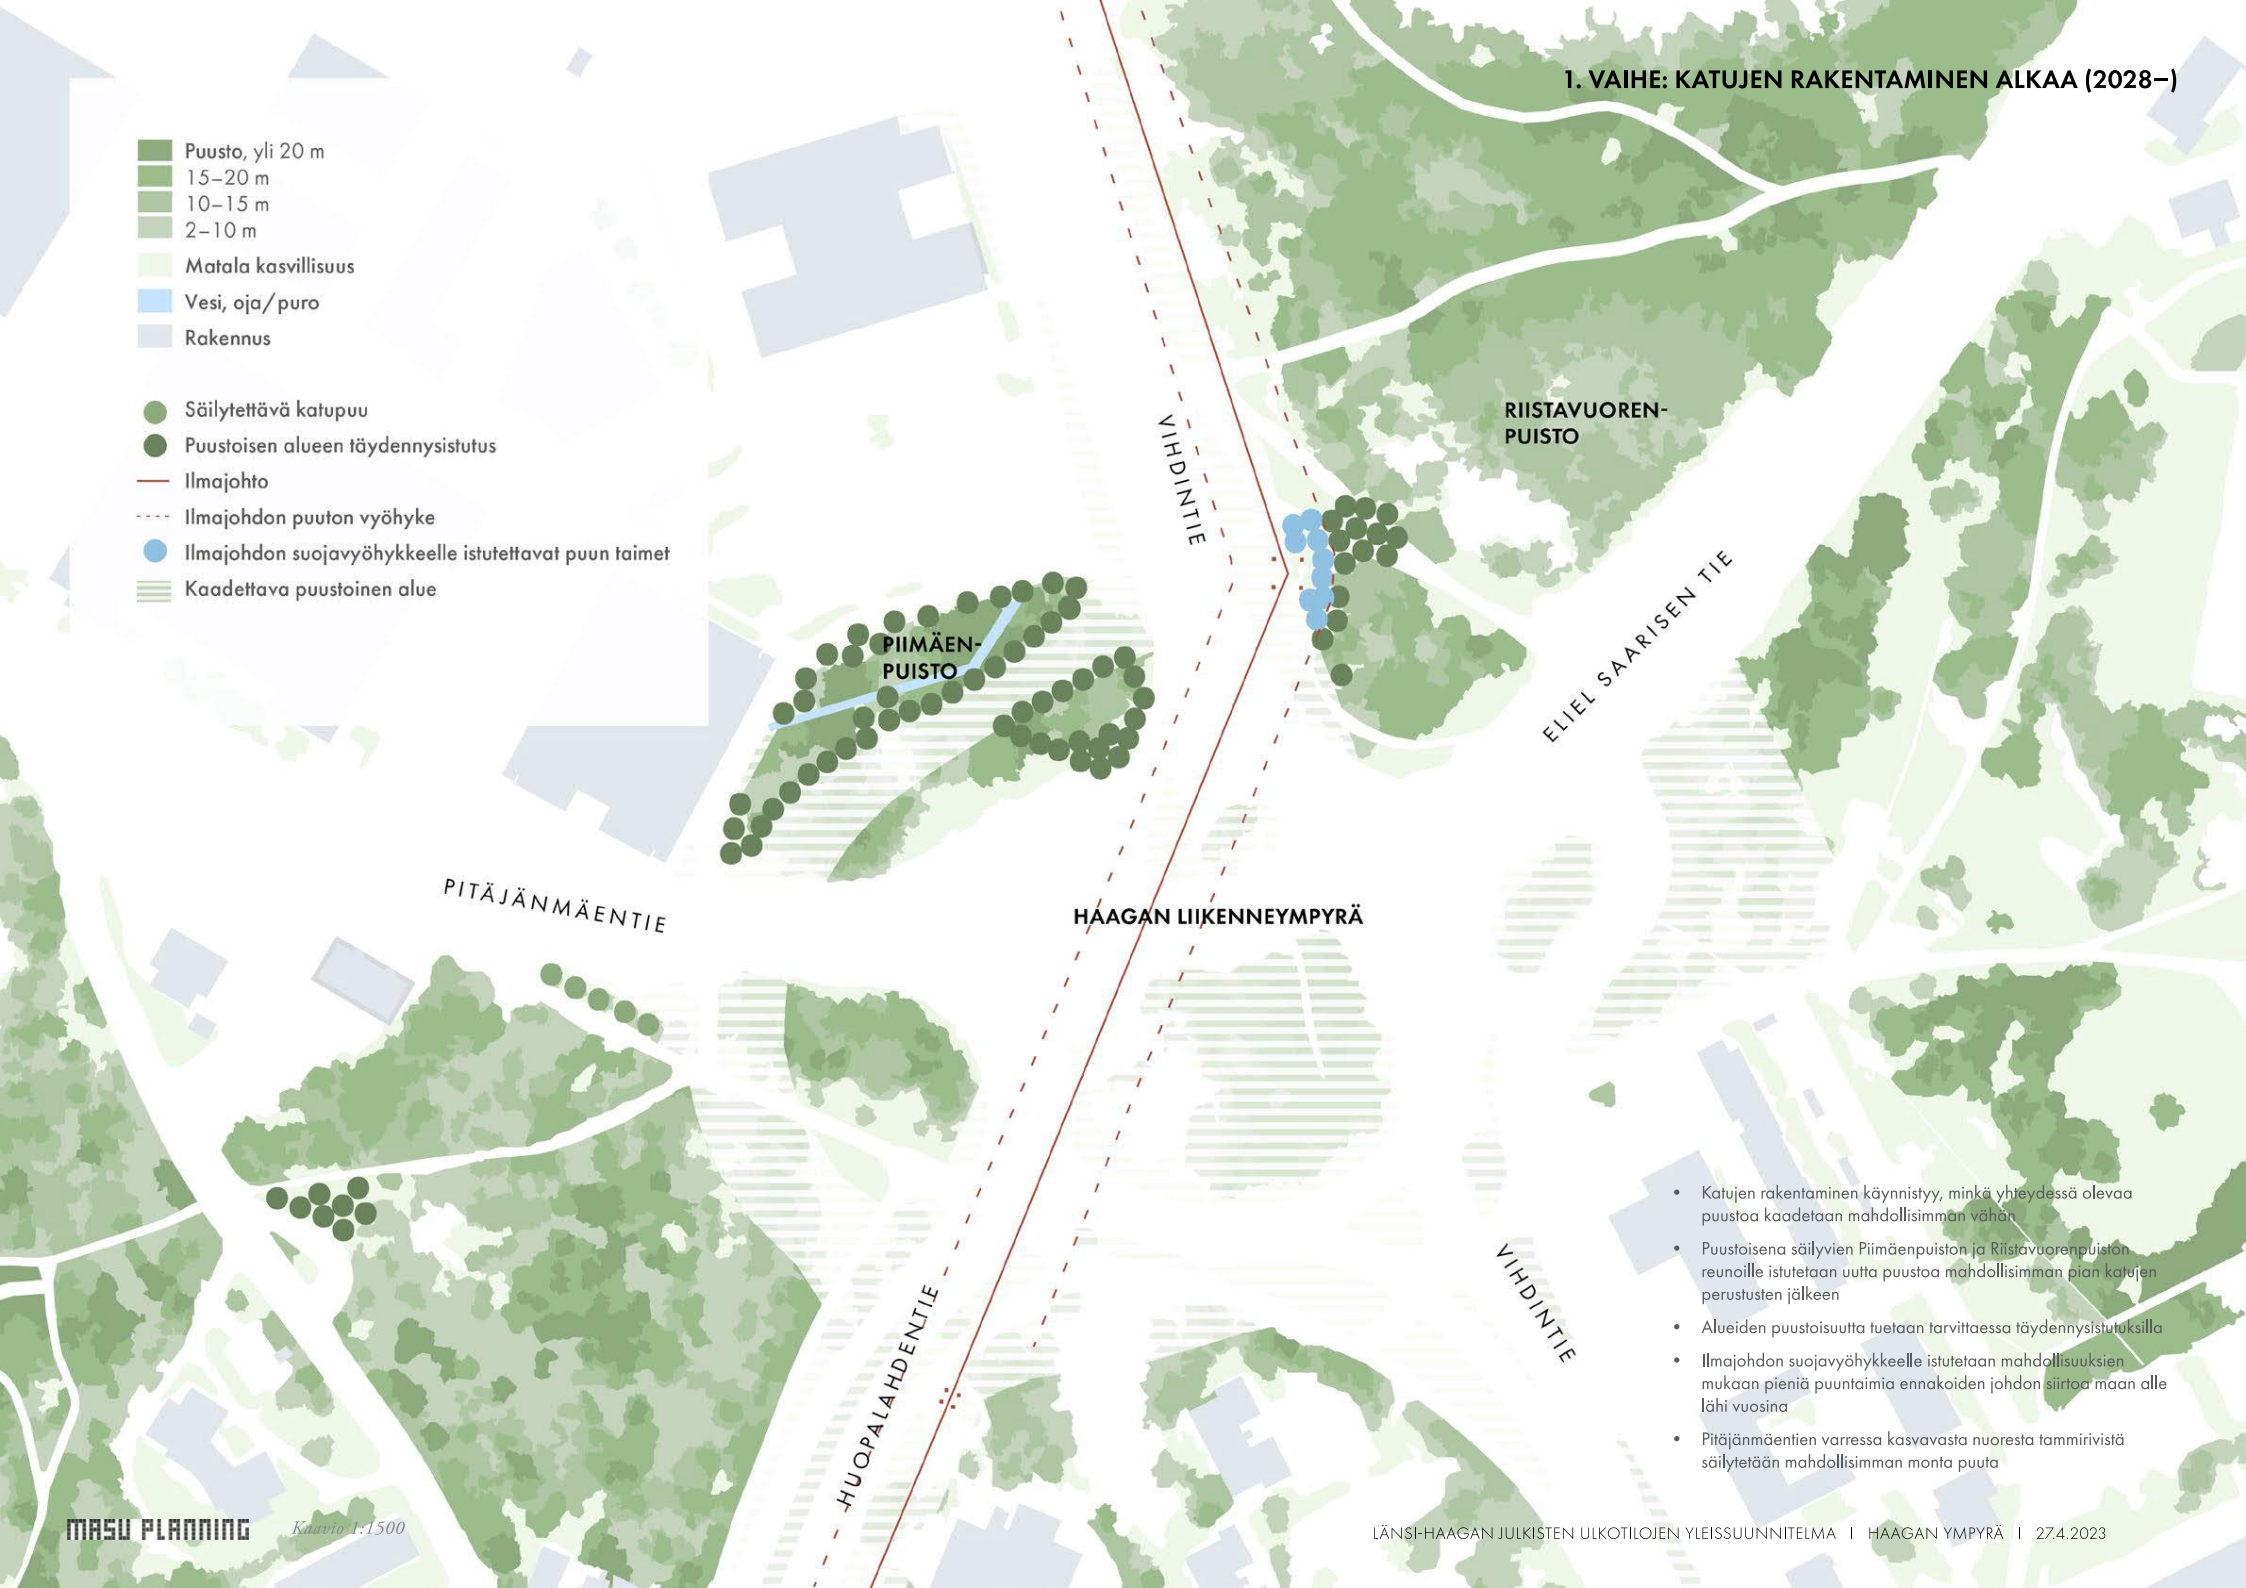 1. VAIHE: KATUJEN RAKENTAMINEN ALKAA (2028–)
Puusto, yli 20 m
15–20 m
10–15 m
2–10 m
Matala kasvillisuus
Vesi, oja/puro
Rakennus
Säilytettävä katupuu
Puustoisen alueen täydennysistutus
Ilmajohto
Ilmajohdon puuton vyöhyke
Ilmajohdon suojavyöhykkeelle istutettavat puun taimet
Kaadettava puustoinen alue
VIHDINTIE
RIISTAVUOREN-
PUISTO
ELIEL SAARISEN TIE
PIIMÄEN-
PUISTO
PITÄJÄNMÄENTIE
HAAGAN LIIKENNEYMPYRÄ
HUOPALAHDENTIE
VIHDINTIE
• Katujen rakentaminen käynnistyy, minkä yhteydessä olevaa
puustoa kaadetaan mahdollisimman vähän
• Puustoisena säilyvien Piimäenpuiston ja Riistavuorenpuiston
reunoille istutetaan uutta puustoa mahdollisimman pian katujen
perustusten jälkeen
• Alueiden puustoisuutta tuetaan tarvittaessa täydennysistutuksilla
• Ilmajohdon suojavyöhykkeelle istutetaan mahdollisuuksien
mukaan pieniä puuntaimia ennakoiden johdon siirtoa maan alle
lähi vuosina
• Pitäjänmäentien varressa kasvavasta nuoresta tammirivistä
säilytetään mahdollisimman monta puuta
MASU PLANNING
Kaavio 1:1500
LÄNSI-HAAGAN JULKISTEN ULKOTILOJEN YLEISSUUNNITELMA I HAAGAN YMPYRÄ I 27.4.2023